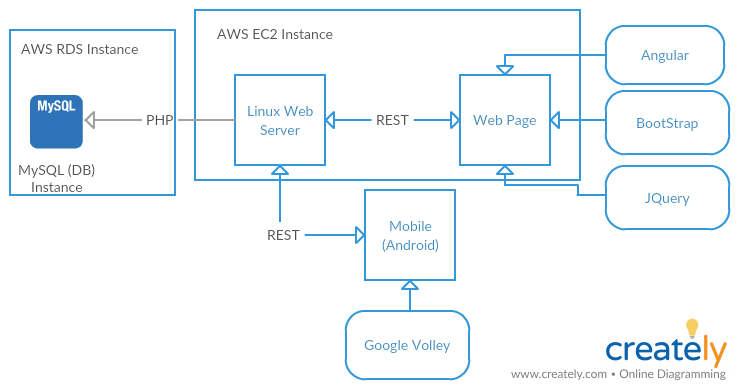 AWS RDS Instance
MySQL
PHP
MySQL (DB)
Instance
AWS EC2 Instance
Linux Web
Server
REST
Web Page
Angular
BootStrap
JQuery
REST
Mobile
(Android)
Google Volley
creately
www.creately.com • Online Diagramming